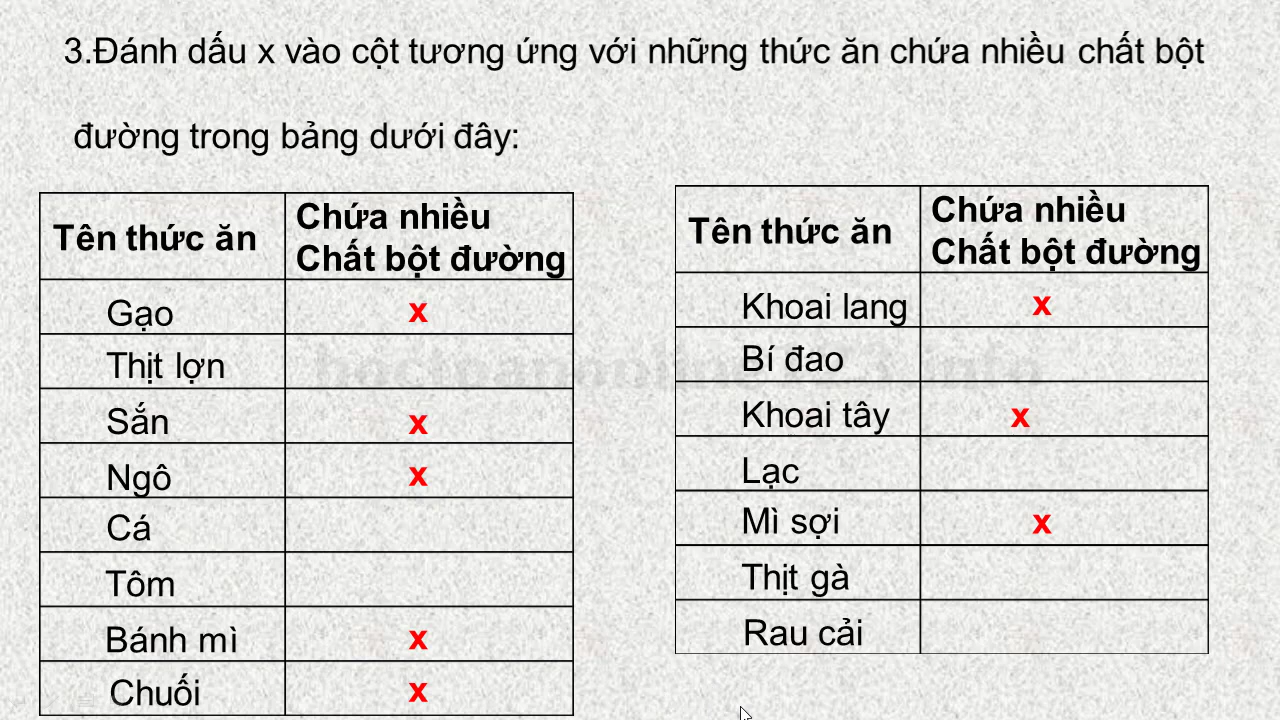 3.Đánh dấu x vào cột tương ứng với những thức ăn chứa nhiều chất bột
đường trong bảng dưới đây:
Tên thức ăn Chứa nhiều
Chất bột đường
Gạo x
Thịt lợn
Sắn x
Ngô x
Cá
Tôm
Bánh mì x
Chuối x
Tên thức ăn Chứa nhiều
Chất bột đường
Khoai lang x
Bí đao
Khoai tây x
Lạc
Mì sợi x
Thịt gà
Rau cải